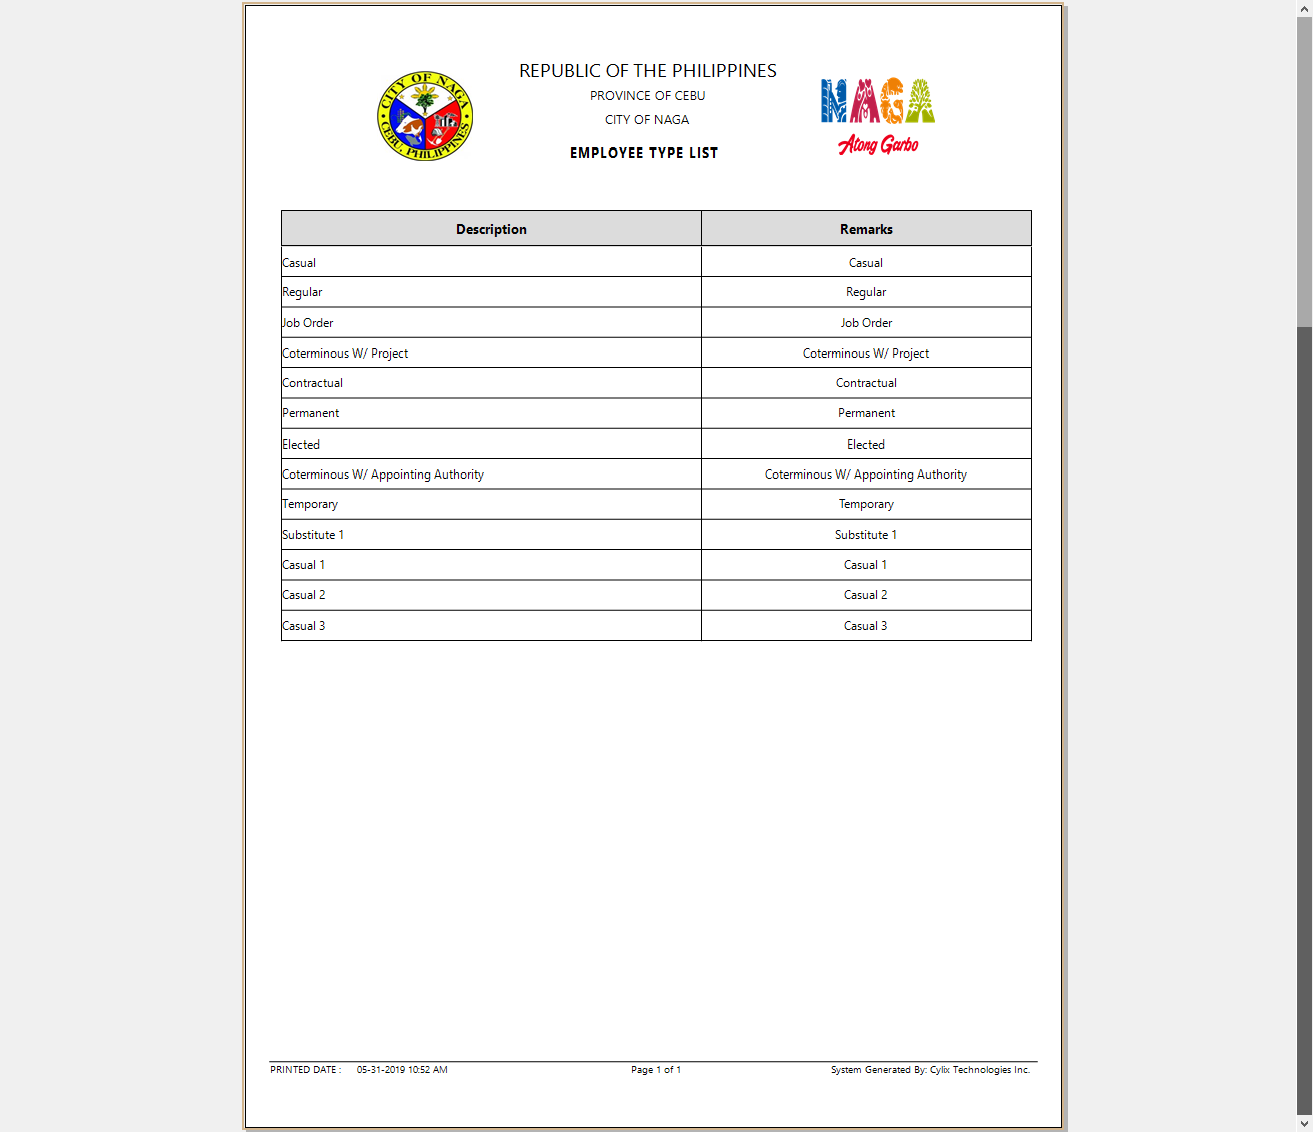 REPUBLIC OF THE PHILIPPINES
PROVINCE OF CEBU
CITY OF NAGA
EMPLOYEE TYPE LIST
CITY OF NAGA
CEBU, PHILIPPINES
NAGA
Atong Garbo
Description Remarks
Casual Casual
Regular Regular
Job Order Job Order
Coterminous W/ Project Coterminous W/ Project
Contractual Contractual
Permanent Permanent
Elected Elected
Coterminous W/ Appointing Authority Coterminous W/ Appointing Authority
Temporary Temporary
Substitute 1 Substitute 1
Casual 1 Casual 1
Casual 2 Casual 2
Casual 3 Casual 3
PRINTED DATE : 05-31-2019 10:52 AM Page 1 of 1 System Generated By: Cylix Technologies Inc.